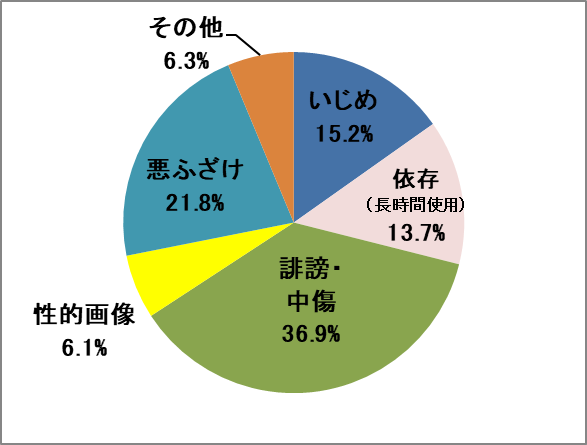 その他
6.3%
いじめ
15.2%
依存
（長時間使用）
13.7%
誹謗・
中傷
36.9%
性的画像
6.1%
悪ふざけ
21.8%